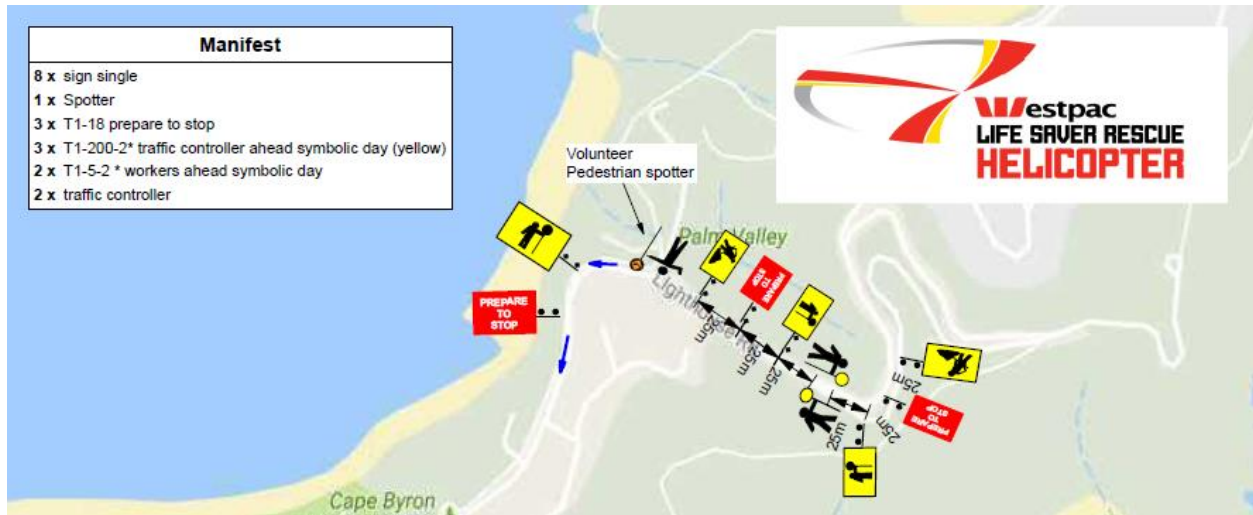 Manifest
8 x sign single
1 x Spotter
3 x T1-18 prepare to stop
3 x T1-200-2* traffic controller ahead symbolic day (yellow)
2 x T1-5-2 * workers ahead symbolic day
2 x traffic controller
Westpac
LIFE SAVER RESCUE
HELICOPTER
Volunteer
Pedestrian spotter
Palm Valley
Lighthouse Rd
PREPARE
TO
STOP
PREPARE
TO
STOP
25m
25m
25m
25m
25m
25m
PREPARE
TO
STOP
Cape Byron